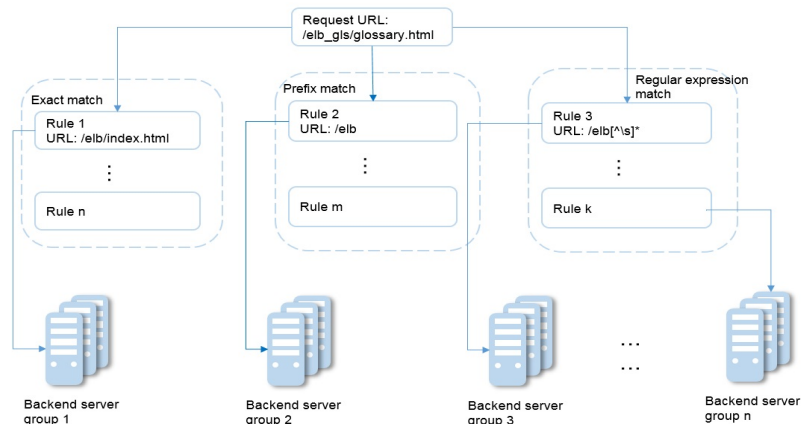 Request URL:
/elb_gls/glossary.html
Exact match
Rule 1
URL: /elb/index.html
⋮
Rule n
Prefix match
Rule 2
URL: /elb
⋮
Rule m
Regular expression
match
Rule 3
URL: /elb[^\s]*
⋮
Rule k
...
...
Backend server
group 1
Backend server
group 2
Backend server
group 3
Backend server
group n